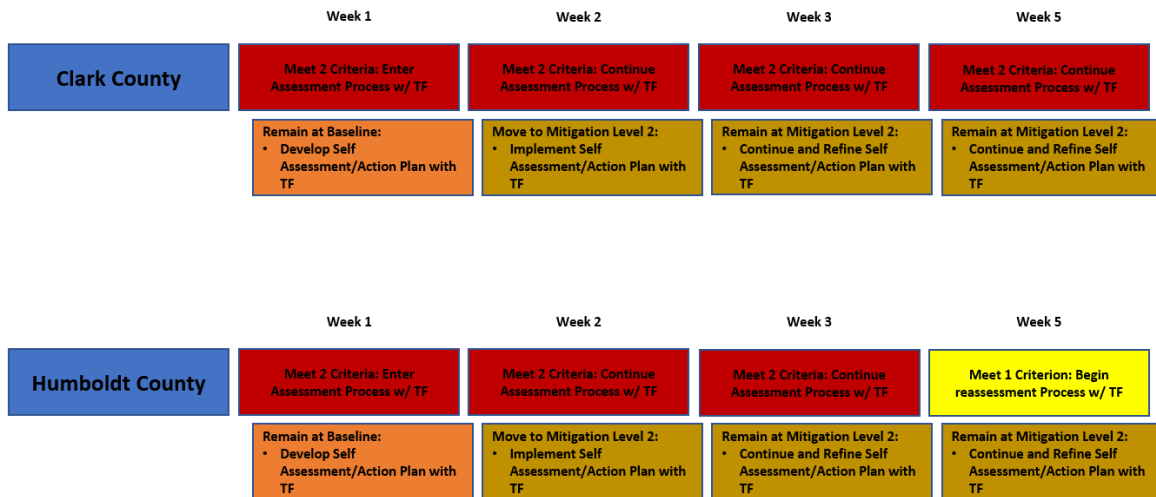 Week 1
Week 2
Week 3
Week 5
Clark County
Meet 2 Criteria: Enter
Assessment Process w/ TF
Meet 2 Criteria: Continue
Assessment Process w/ TF
Meet 2 Criteria: Continue
Assessment Process w/ TF
Meet 2 Criteria: Continue
Assessment Process w/ TF
Remain at Baseline:
• Develop Self
Assessment/Action Plan with
TF
Move to Mitigation Level 2:
• Implement Self
Assessment/Action Plan with
TF
Remain at Mitigation Level 2:
• Continue and Refine Self
Assessment/Action Plan with
TF
Remain at Mitigation Level 2:
• Continue and Refine Self
Assessment/Action Plan with
TF
Week 1
Week 2
Week 3
Week 5
Humboldt County
Meet 2 Criteria: Enter
Assessment Process w/ TF
Meet 2 Criteria: Continue
Assessment Process w/ TF
Meet 2 Criteria: Continue
Assessment Process w/ TF
Meet 1 Criterion: Begin
reassessment Process w/ TF
Remain at Baseline:
• Develop Self
Assessment/Action Plan with
TF
Move to Mitigation Level 2:
• Implement Self
Assessment/Action Plan with
TF
Remain at Mitigation Level 2:
• Continue and Refine Self
Assessment/Action Plan with
TF
Remain at Mitigation Level 2:
• Continue and Refine Self
Assessment/Action Plan with
TF